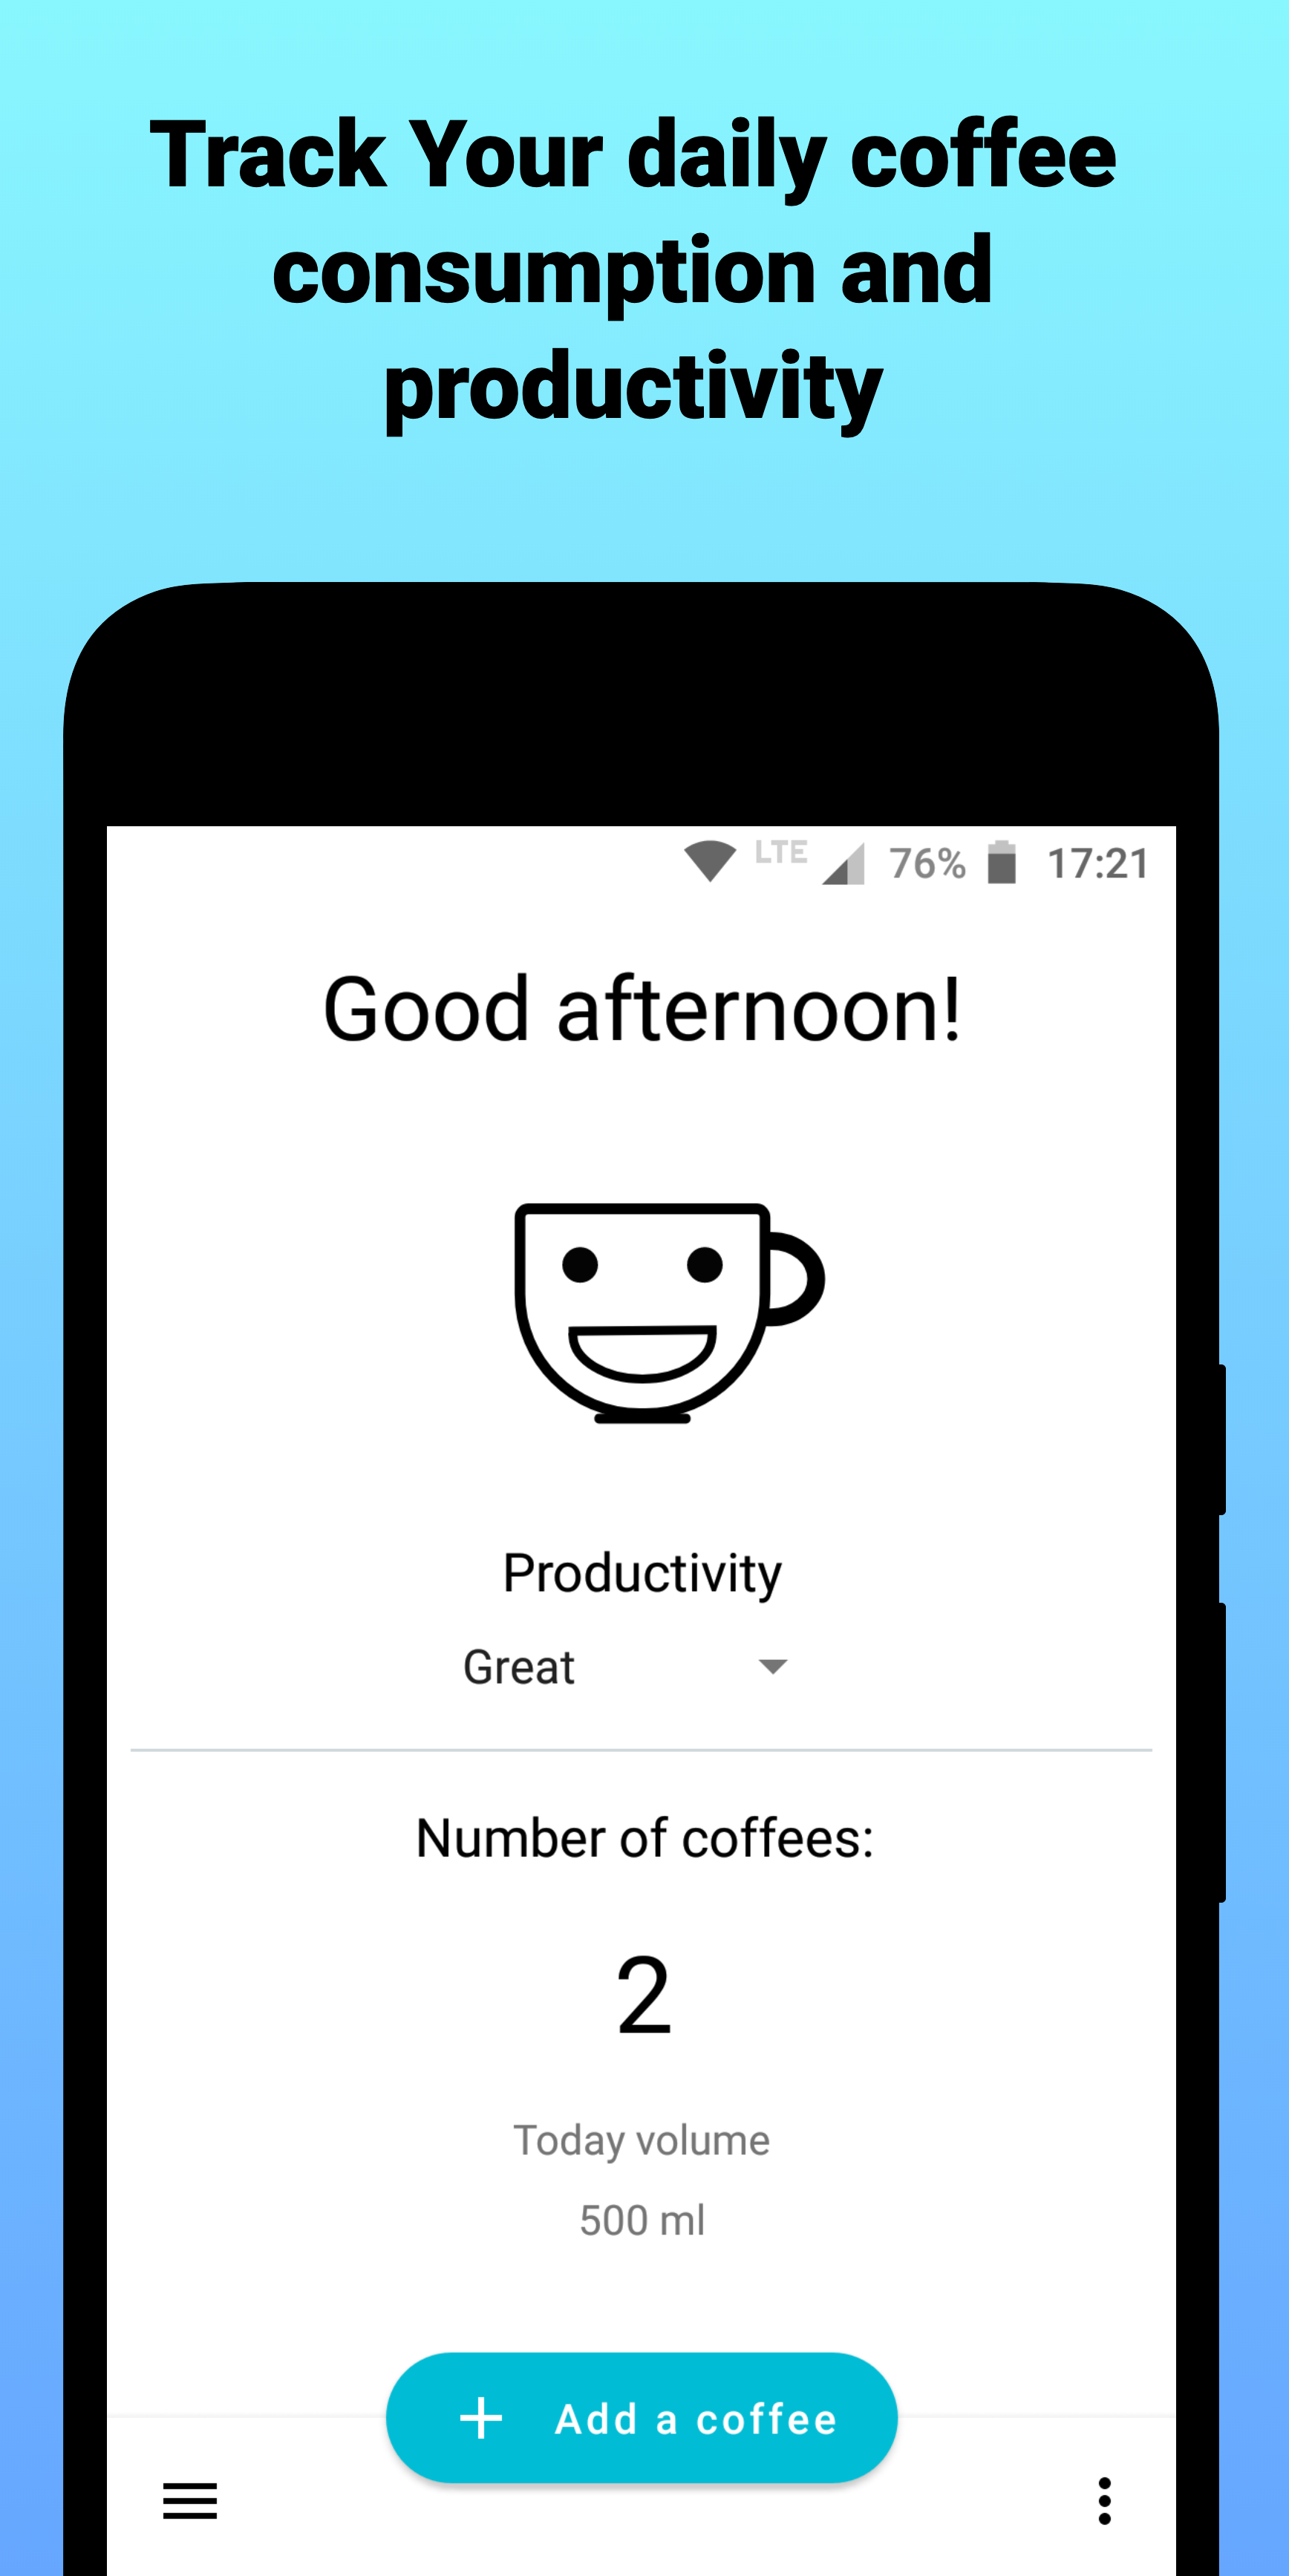 Track Your daily coffee
consumption and
productivity
LTE 76% 17:21
Good afternoon!
Productivity
Great
Number of coffees:
2
Today volume
500 ml
Add a coffee